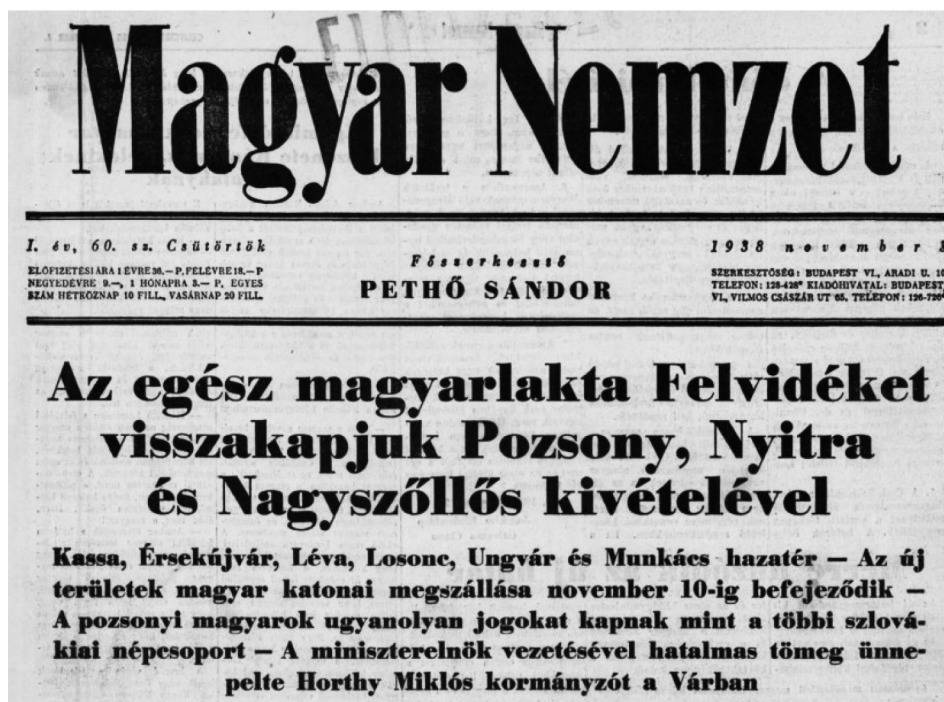 Magyar Nemzet
I. év. 60. sz. Csütörtök
ELŐFIZETÉSI ÁRA 1 ÉVRE 36.— P, FÉLÉVRE 18.— P
NEGYEDÉVRE 9.—, 1 HÓNAPRA 3.— P, EGYES
SZÁM HÉTKÖZNAP 10 FILL., VASÁRNAP 20 FILL.
Főszerkesztő
PETHŐ SÁNDOR
1938 november
SZERKESZTŐSÉG: BUDAPEST VI., ARADI U. 10
TELEFON: 128-428* KIADÓHIVATAL: BUDAPEST,
VI., VILMOS CSÁSZÁR UT 65. TELEFON: 126-726
Az egész magyarlakta Felvidéket
visszakapjuk Pozsony, Nyitra
és Nagyszőllős kivételével
Kassa, Érsekújvár, Léva, Losonc, Ungvár és Munkács hazatér — Az új
területek magyar katonai megszállása november 10-ig befejeződik —
A pozsonyi magyarok ugyanolyan jogokat kapnak mint a többi szlová-
kiai népcsoport — A miniszterelnök vezetésével hatalmas tömeg ünne-
pelte Horthy Miklós kormányzót a Várban